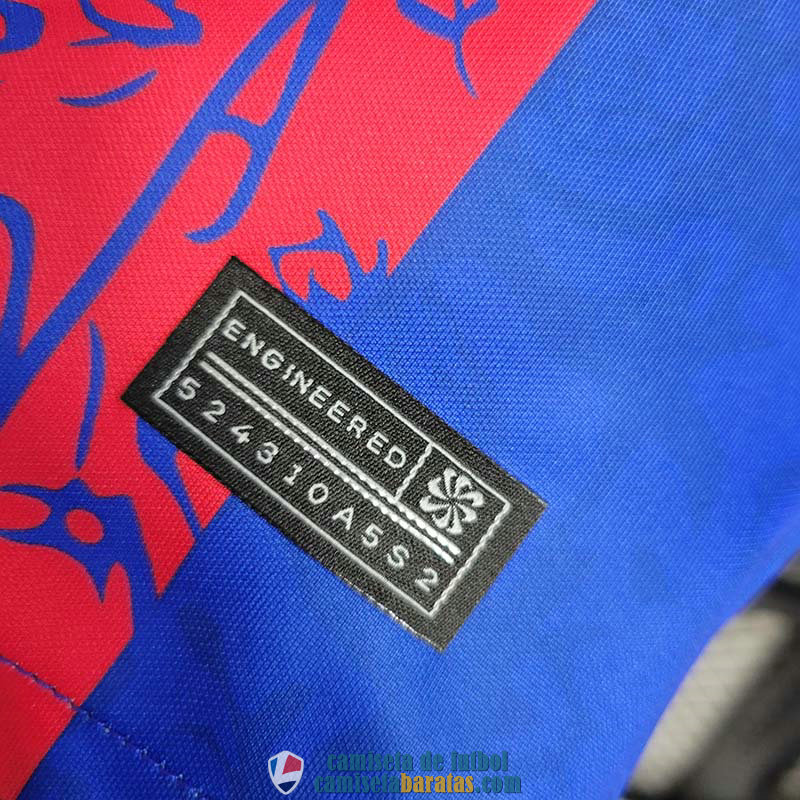 ENGINEERED
524310A5S2
camiseta de futbol
camisetabaratas.com